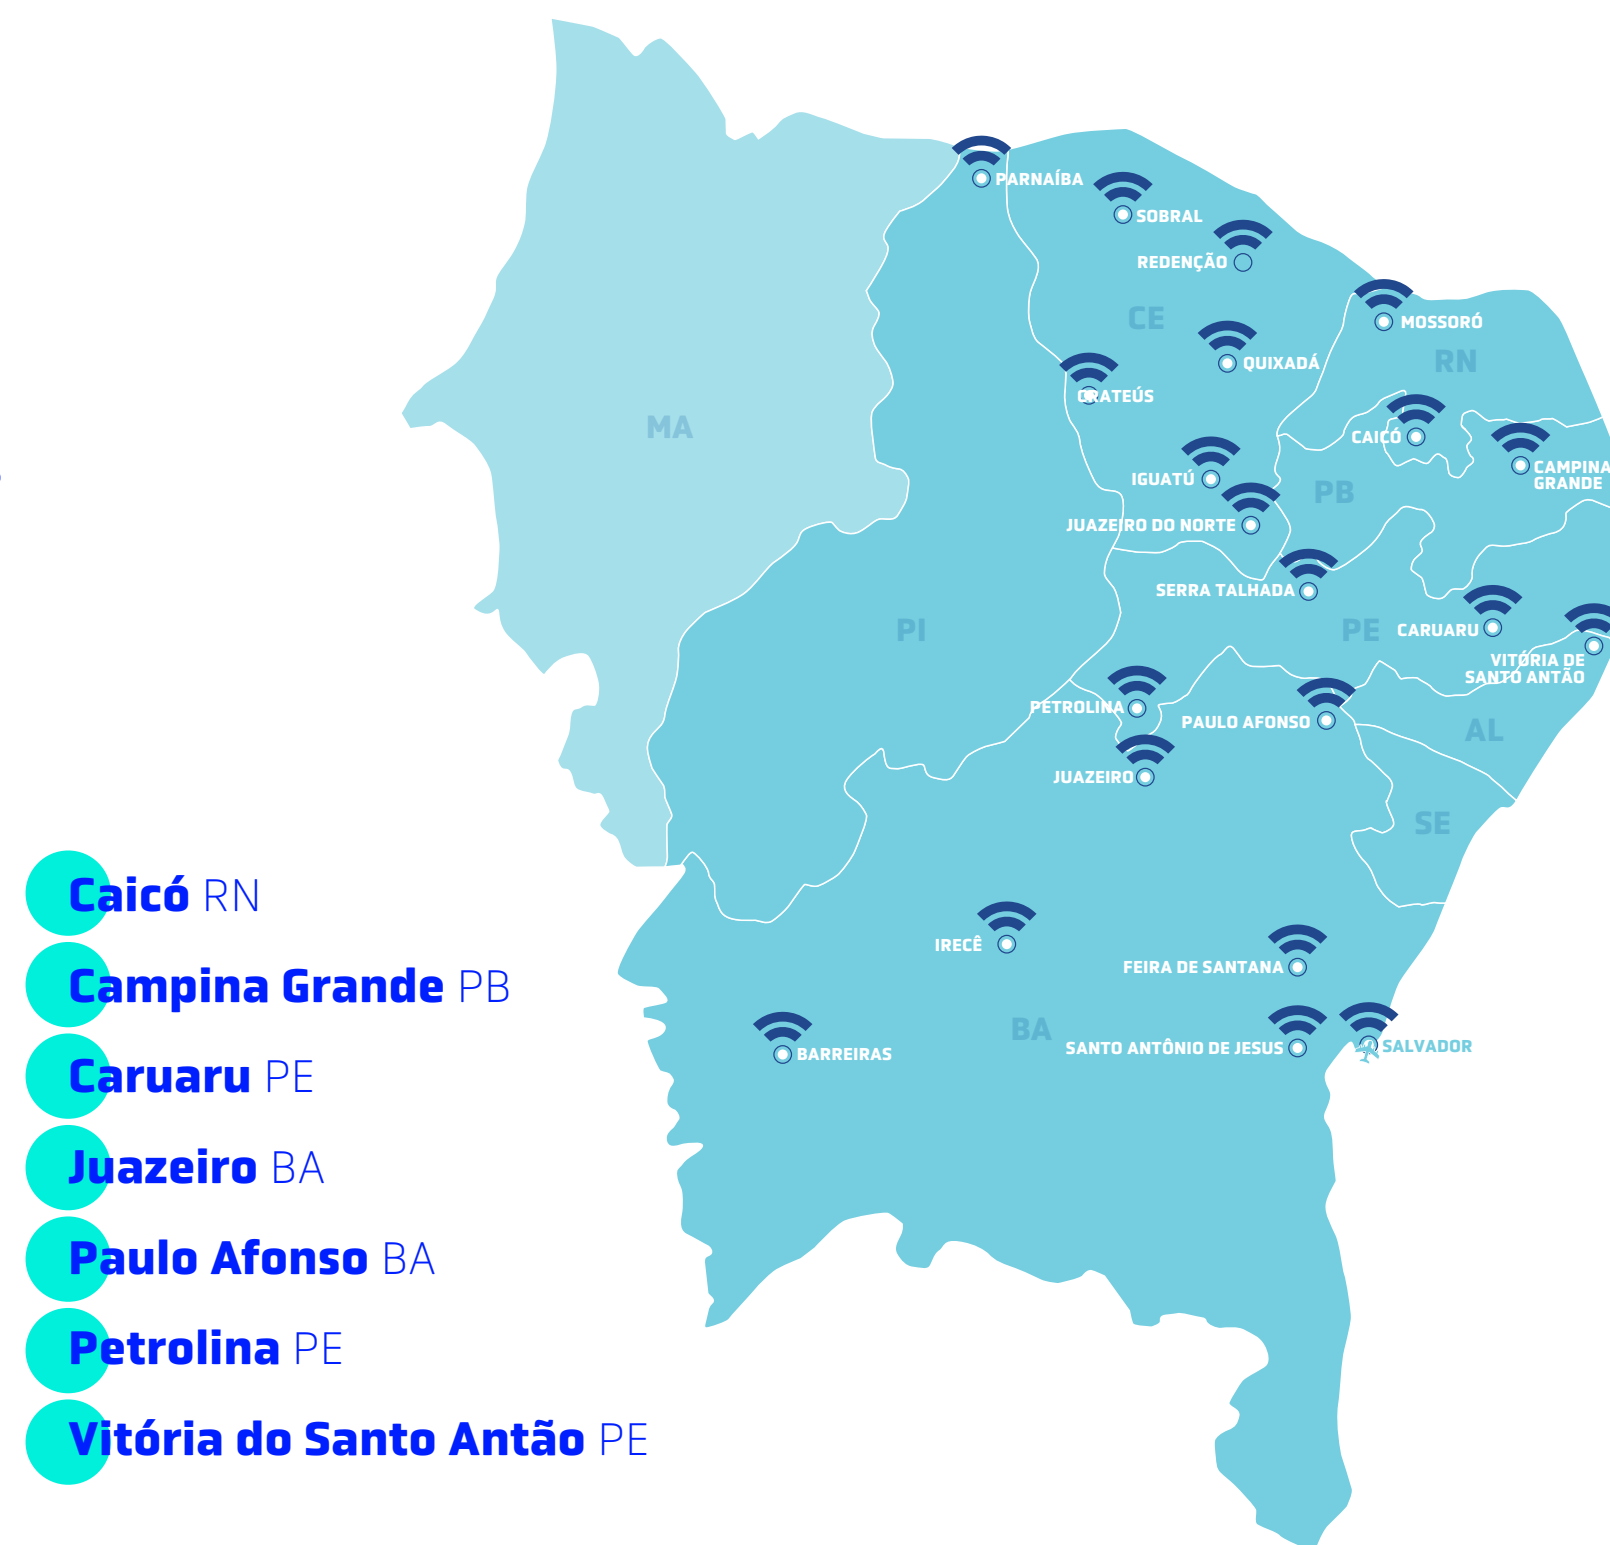 PARNAÍBA
SOBRAL
REDENÇÃO
CE
MOSSORÓ
RN
QUIXADÁ
CRATEÚS
MA
CAICÓ
CAMPINA
GRANDE
IGUATÚ
PB
JUAZEIRO DO NORTE
SERRA TALHADA
PI
PE
CARUARU
VITÓRIA DE
SANTO ANTÃO
PETROLINA
PAULO AFONSO
AL
JUAZEIRO
SE
IRECÊ
FEIRA DE SANTANA
BA
SANTO ANTÔNIO DE JESUS
SALVADOR
BARREIRAS
Caicó RN
Campina Grande PB
Caruaru PE
Juazeiro BA
Paulo Afonso BA
Petrolina PE
Vitória do Santo Antão PE